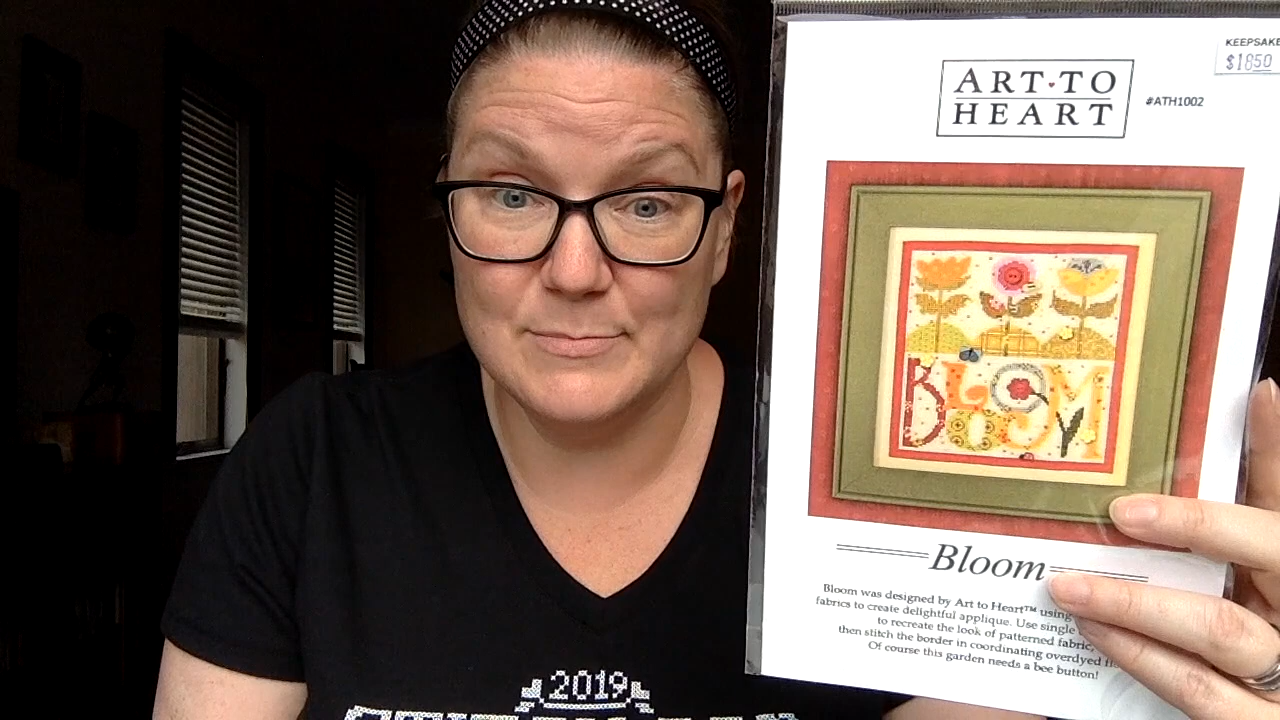 KEEPSAKE
$18.50
ART TO
HEART
#ATH1002
BLOOM
BLOOM
Bloom
Bloom was designed by Art to Heart™ using
fabrics to create delightful applique. Use single
to recreate the look of patterned fabric,
then stitch the border in coordinating overdyed
Of course this garden needs a bee button!
2019